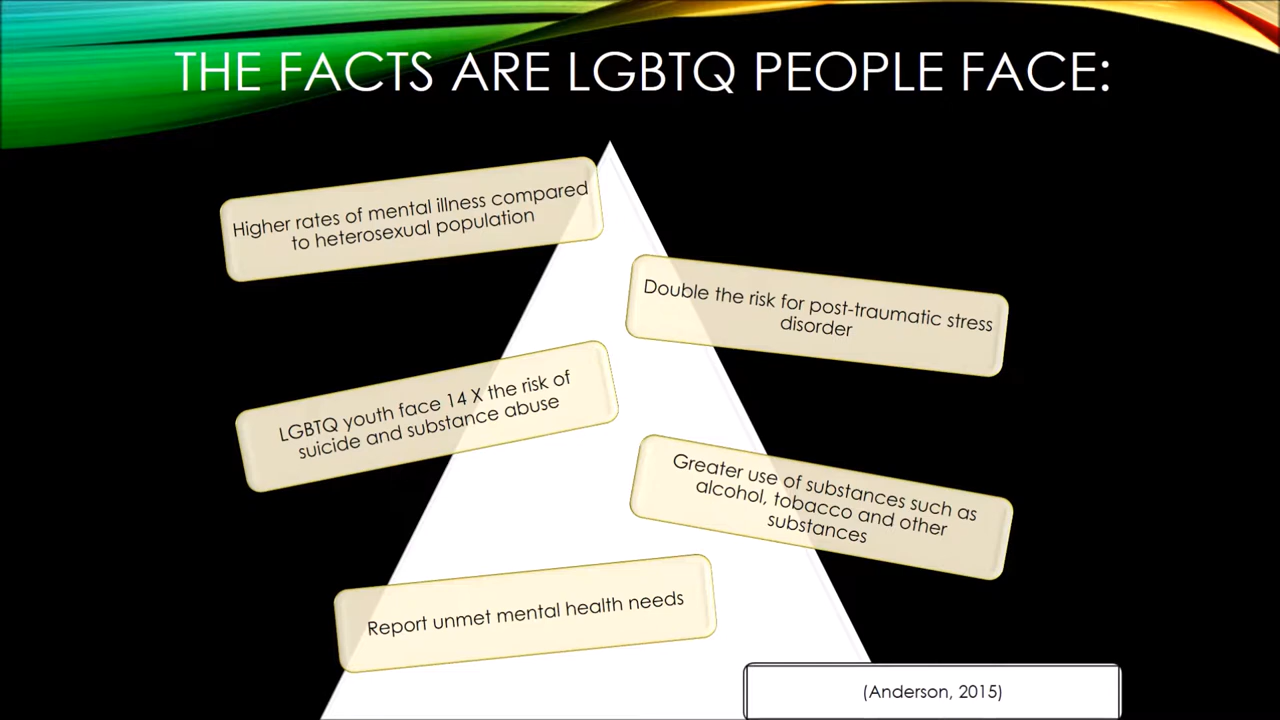 THE FACTS ARE LGBTQ PEOPLE FACE:
Higher rates of mental illness compared
to heterosexual population
Double the risk for post-traumatic stress
disorder
LGBTQ youth face 14 X the risk of
suicide and substance abuse
Greater use of substances such as
alcohol, tobacco and other
substances
Report unmet mental health needs
(Anderson, 2015)